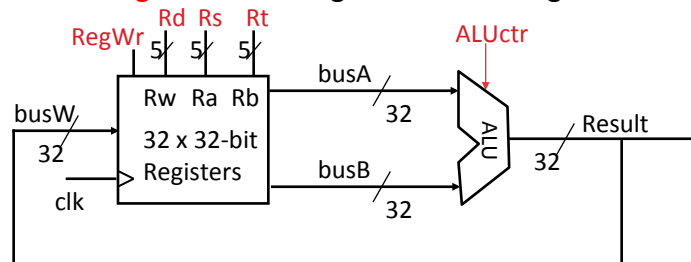 Rd Rs Rt
RegWr ALUctr
5 5 5
busA
Rw Ra Rb
busW 32
32 x 32-bit ALU Result
32 Registers busB 32
clk 32